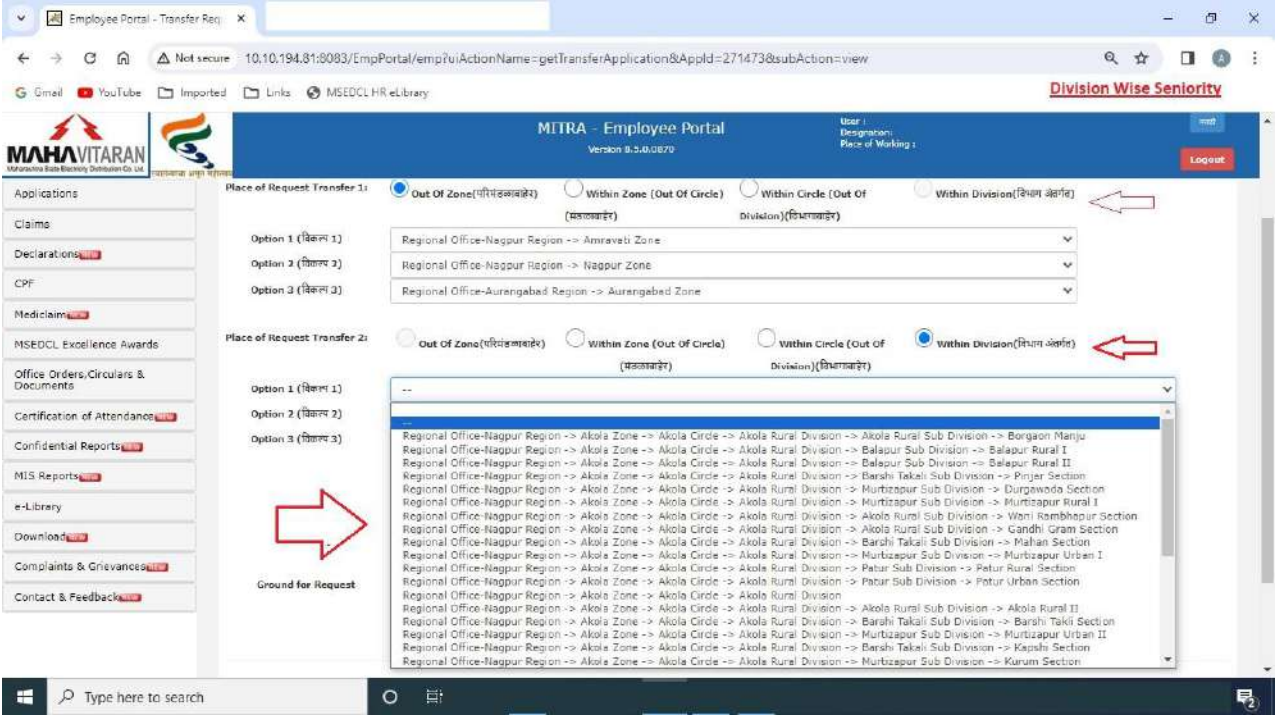 Employee Portal - Transfer Req
Not secure 10.10.194.81:8083/EmpPortal/emp?uiActionName=getTransferApplication&AppId=271473&subAction=view
Gmail YouTube Imported Links MSEDCL HR eLibrary
Division Wise Seniority
MAHAVITARAN
Maharashtra State Electricity Distribution Co. Ltd.
MITRA - Employee Portal
Version 8.5.0.0870
User :
Designation:
Place of Working :
मराठी
Logout
Applications
Claims
Declarations NEW
CPF
Mediclaim NEW
MSEDCL Excellence Awards
Office Orders,Circulars &
Documents
Certification of Attendance NEW
Confidential Reports NEW
MIS Reports NEW
e-Library
Download NEW
Complaints & Grievances NEW
Contact & Feedback NEW
Place of Request Transfer 1: Out Of Zone(परिमंडळाबाहेर) Within Zone (Out Of Circle) Within Circle (Out Of Within Division(विभाग अंतर्गत)
(मंडळाबाहेर) Division)(विभागाबाहेर)
Option 1 (विकल्प 1) Regional Office-Nagpur Region -> Amravati Zone
Option 2 (विकल्प 2) Regional Office-Nagpur Region -> Nagpur Zone
Option 3 (विकल्प 3) Regional Office-Aurangabad Region -> Aurangabad Zone
Place of Request Transfer 2: Out Of Zone(परिमंडळाबाहेर) Within Zone (Out Of Circle) Within Circle (Out Of Within Division(विभाग अंतर्गत)
(मंडळाबाहेर) Division)(विभागाबाहेर)
Option 1 (विकल्प 1) --
Option 2 (विकल्प 2)
Option 3 (विकल्प 3)
--
Regional Office-Nagpur Region -> Akola Zone -> Akola Circle -> Akola Rural Division -> Akola Rural Sub Division -> Borgaon Manju
Regional Office-Nagpur Region -> Akola Zone -> Akola Circle -> Akola Rural Division -> Balapur Sub Division -> Balapur Rural I
Regional Office-Nagpur Region -> Akola Zone -> Akola Circle -> Akola Rural Division -> Balapur Sub Division -> Balapur Rural II
Regional Office-Nagpur Region -> Akola Zone -> Akola Circle -> Akola Rural Division -> Barshi Takali Sub Division -> Pinjar Section
Regional Office-Nagpur Region -> Akola Zone -> Akola Circle -> Akola Rural Division -> Murtizapur Sub Division -> Durgawada Section
Regional Office-Nagpur Region -> Akola Zone -> Akola Circle -> Akola Rural Division -> Murtizapur Sub Division -> Murtizapur Rural I
Regional Office-Nagpur Region -> Akola Zone -> Akola Circle -> Akola Rural Division -> Akola Rural Sub Division -> Wani Rambhapur Section
Regional Office-Nagpur Region -> Akola Zone -> Akola Circle -> Akola Rural Division -> Akola Rural Sub Division -> Gandhi Gram Section
Regional Office-Nagpur Region -> Akola Zone -> Akola Circle -> Akola Rural Division -> Barshi Takali Sub Division -> Mahan Section
Regional Office-Nagpur Region -> Akola Zone -> Akola Circle -> Akola Rural Division -> Murtizapur Sub Division -> Murtizapur Urban I
Regional Office-Nagpur Region -> Akola Zone -> Akola Circle -> Akola Rural Division -> Patur Sub Division -> Patur Rural Section
Regional Office-Nagpur Region -> Akola Zone -> Akola Circle -> Akola Rural Division -> Patur Sub Division -> Patur Urban Section
Regional Office-Nagpur Region -> Akola Zone -> Akola Circle -> Akola Rural Division
Regional Office-Nagpur Region -> Akola Zone -> Akola Circle -> Akola Rural Division -> Akola Rural Sub Division -> Akola Rural II
Regional Office-Nagpur Region -> Akola Zone -> Akola Circle -> Akola Rural Division -> Barshi Takali Sub Division -> Barshi Takli Section
Regional Office-Nagpur Region -> Akola Zone -> Akola Circle -> Akola Rural Division -> Murtizapur Sub Division -> Murtizapur Urban II
Regional Office-Nagpur Region -> Akola Zone -> Akola Circle -> Akola Rural Division -> Barshi Takali Sub Division -> Kapshi Section
Regional Office-Nagpur Region -> Akola Zone -> Akola Circle -> Akola Rural Division -> Murtizapur Sub Division -> Kurum Section
Ground for Request
Type here to search